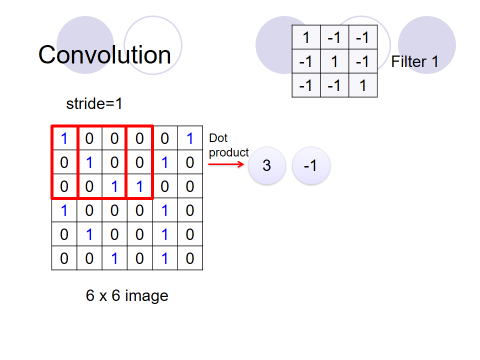 Convolution
1 -1 -1
-1 1 -1
-1 -1 1
Filter 1
stride=1
1 0 0 0 0 1
0 1 0 0 1 0
0 0 1 1 0 0
1 0 0 0 1 0
0 1 0 0 1 0
0 0 1 0 1 0
Dot
product
3 -1
6 x 6 image